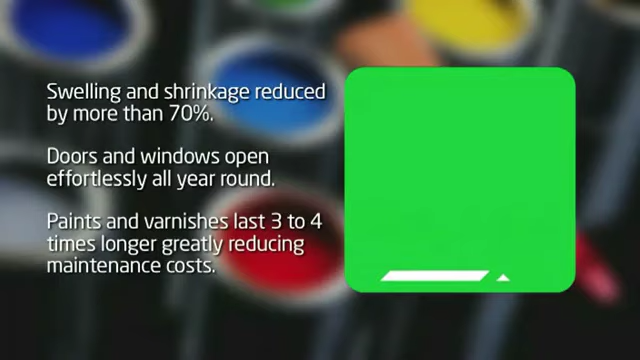 Swelling and shrinkage reduced
by more than 70%.
Doors and windows open
effortlessly all year round.
Paints and varnishes last 3 to 4
times longer greatly reducing
maintenance costs.